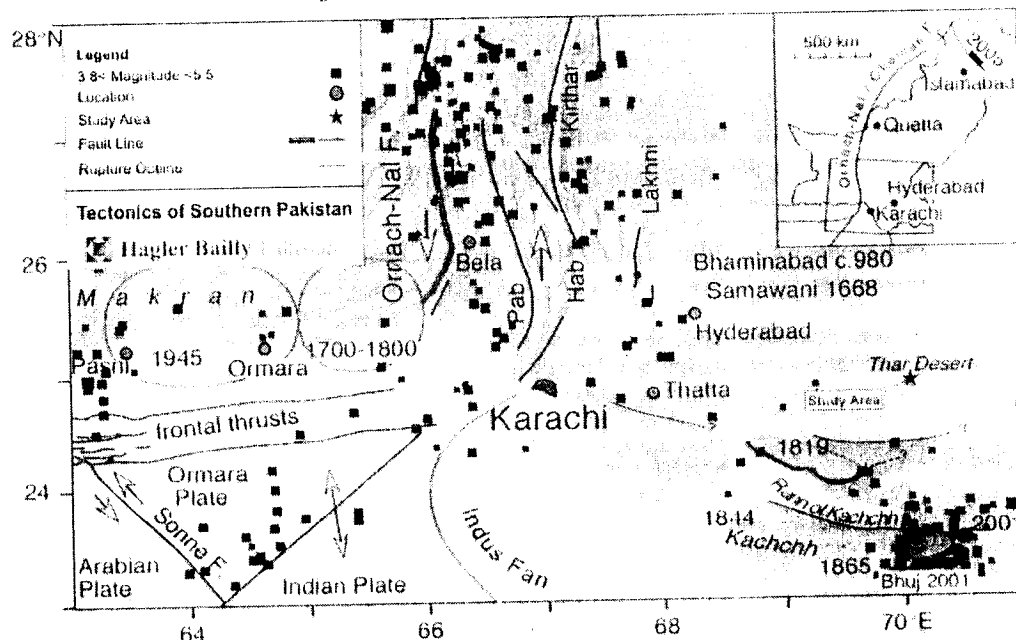 28°N
Legend
3.8< Magnitude <5.5
Location
Study Area
Fault Line
Rupture Outline
Tectonics of Southern Pakistan
Hagler Bailly
500 km
2005
Islamabad
Quetta
Hyderabad
Karachi
Ornach-Nal F.
Kirthar
Lakhni
Pab
Hab
Bela
26
Bhaminabad c.980
Samawani 1668
Hyderabad
Makran
Pasni
1945
Ormara
1700-1800
Thar Desert
Thatta
Study Area
Karachi
frontal thrusts
1819
Ormara
Plate
24
Sonne F.
Indus Fan
Rann of Kachchh
1844
Kachchh
2001
Arabian
Plate
Indian Plate
1865
Bhuj 2001
64
66
68
70°E